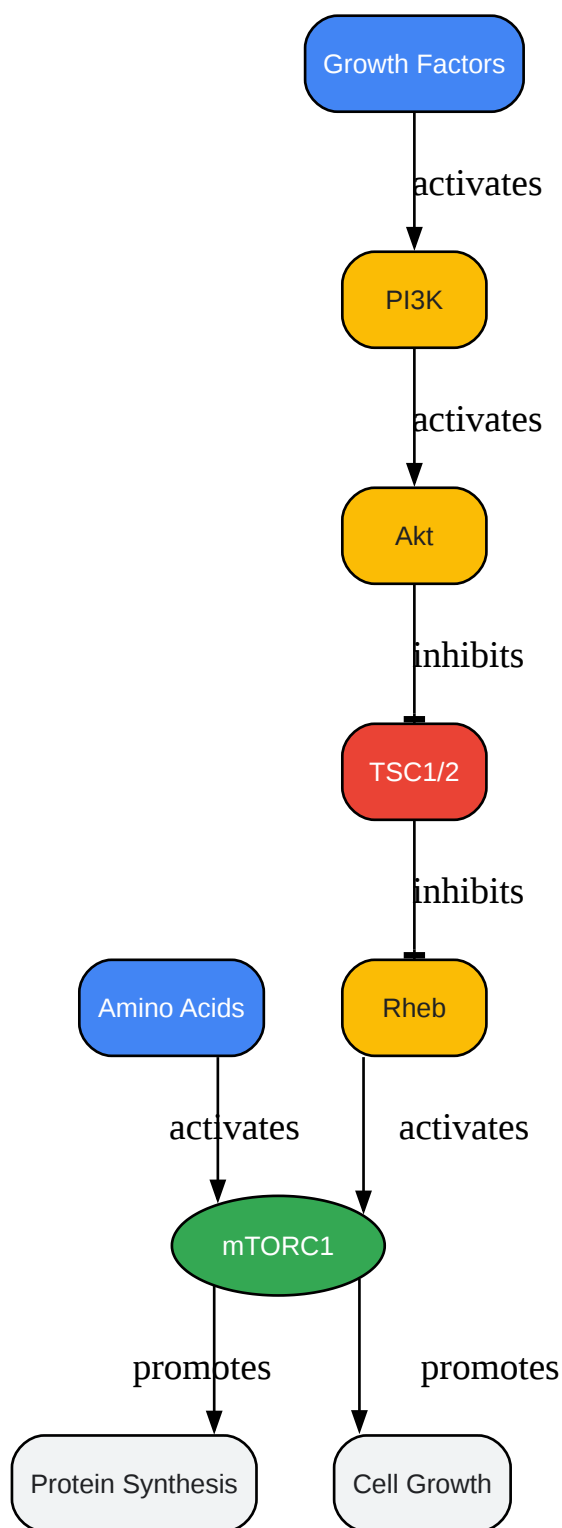 Growth Factors
activates
PI3K
activates
Akt
inhibits
TSC1/2
inhibits
Amino Acids
Rheb
activates
activates
mTORC1
promotes
promotes
Protein Synthesis
Cell Growth